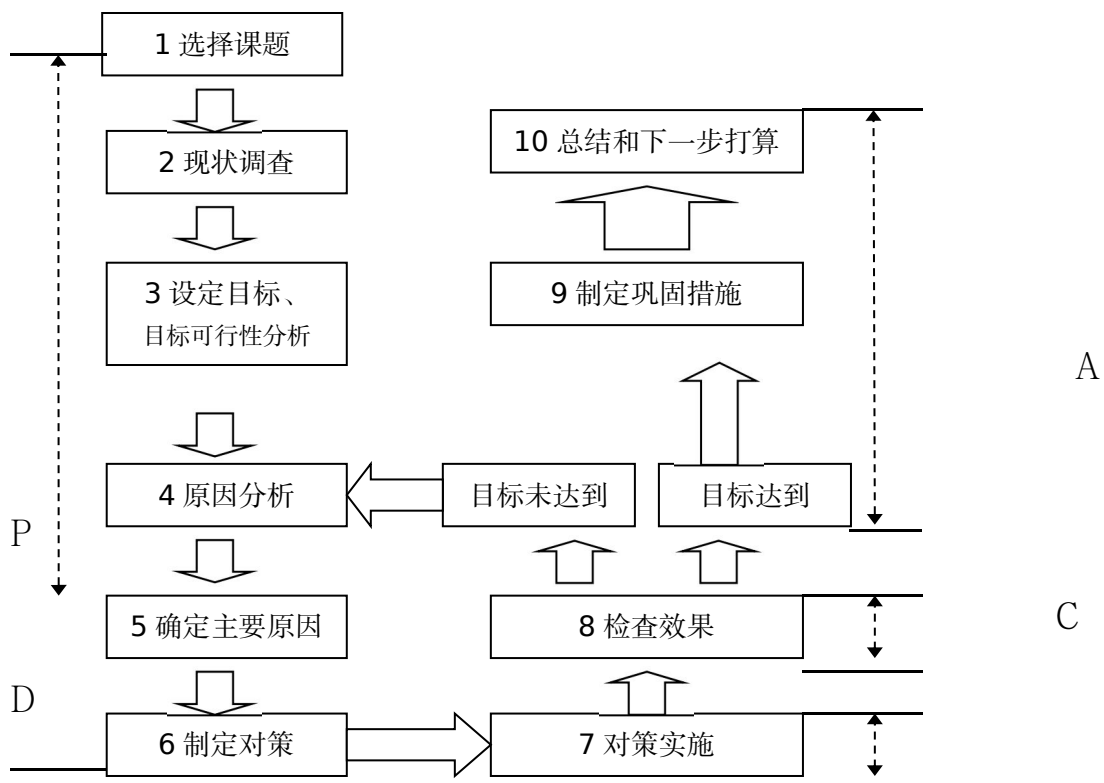 1 选择课题
2 现状调查
3 设定目标、
目标可行性分析
4 原因分析
5 确定主要原因
6 制定对策
7 对策实施
8 检查效果
目标未达到
目标达到
9 制定巩固措施
10 总结和下一步打算
P
D
C
A